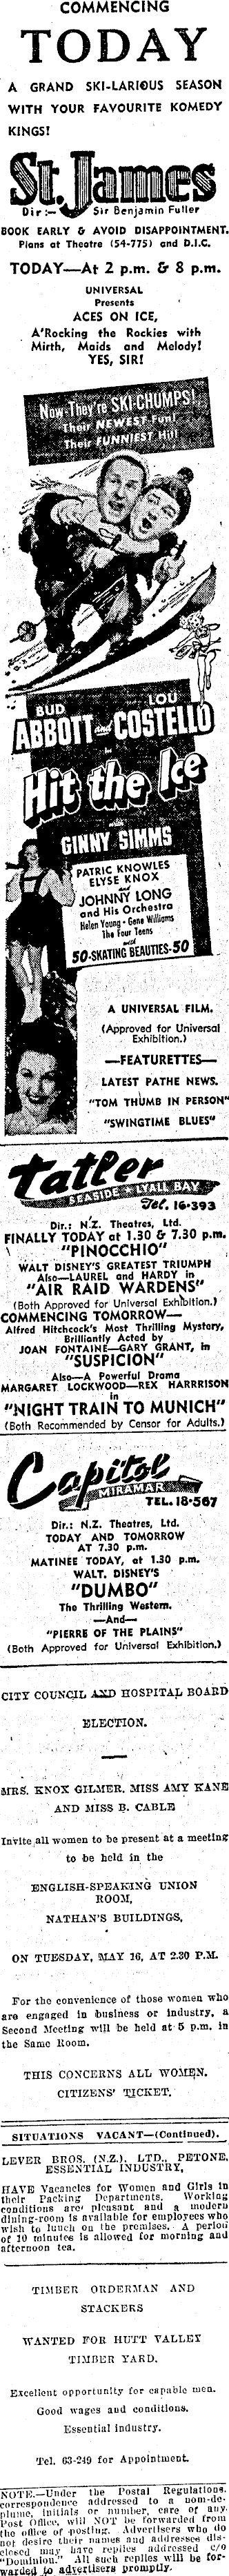 COMMENCING
TODAY
A GRAND SKI-LARIOUS SEASON
WITH YOUR FAVOURITE KOMEDY
KINGS!
St. James
Dir:— Sir Benjamin Fuller
BOOK EARLY & AVOID DISAPPOINTMENT.
Plans at Theatre (54-775) and D.I.C.
TODAY—At 2 p.m. & 8 p.m.
UNIVERSAL
Presents
ACES ON ICE,
A'Rocking the Rockies with
Mirth, Maids and Melody!
YES, SIR!
Now They're SKI-CHUMPS!
Their NEWEST Fun!
Their FUNNIEST Hit!
BUD LOU
ABBOTT and COSTELLO
in
Hit the Ice
with
GINNY SIMMS
PATRIC KNOWLES
ELYSE KNOX
and
JOHNNY LONG
and His Orchestra
Helen Young · Gene Williams
The Four Teens
with
50-SKATING BEAUTIES-50
A UNIVERSAL FILM.
(Approved for Universal
Exhibition.)
—FEATURETTES—
LATEST PATHE NEWS.
"TOM THUMB IN PERSON"
"SWINGTIME BLUES"
Tatler
SEASIDE LYALL BAY
Tel. 16-393
Dir.: N.Z. Theatres, Ltd.
FINALLY TODAY at 1.30 & 7.30 p.m.
"PINOCCHIO"
WALT DISNEY'S GREATEST TRIUMPH
Also—LAUREL and HARDY in
"AIR RAID WARDENS"
(Both Approved for Universal Exhibition.)
COMMENCING TOMORROW—
Alfred Hitchcock's Most Thrilling Mystery,
Brilliantly Acted by
JOAN FONTAINE—GARY GRANT, in
"SUSPICION"
Also—A Powerful Drama
MARGARET LOCKWOOD—REX HARRRISON
in
"NIGHT TRAIN TO MUNICH"
(Both Recommended by Censor for Adults.)
Capitol
MIRAMAR
TEL. 18-567
Dir.: N.Z. Theatres, Ltd.
TODAY AND TOMORROW
AT 7.30 p.m.
MATINEE TODAY, at 1.30 p.m.
WALT. DISNEY'S
"DUMBO"
The Thrilling Western.
—And—
"PIERRE OF THE PLAINS"
(Both Approved for Universal Exhibition.)
CITY COUNCIL AND HOSPITAL BOARD
ELECTION.
MRS. KNOX GILMER, MISS AMY KANE
AND MISS B. CABLE
Invite all women to be present at a meeting
to be held in the
ENGLISH-SPEAKING UNION
ROOM,
NATHAN'S BUILDINGS,
ON TUESDAY, MAY 16, AT 2.30 P.M.
For the convenience of those women who
are engaged in business or industry, a
Second Meeting will be held at 5 p.m. in
the Same Room.
THIS CONCERNS ALL WOMEN.
CITIZENS' TICKET.
SITUATIONS VACANT—(Continued).
LEVER BROS. (N.Z.). LTD., PETONE,
ESSENTIAL INDUSTRY,
HAVE Vacancies for Women and Girls in
their Packing Departments. Working
conditions are pleasant and a modern
dining-room is available for employees who
wish to lunch on the premises. A period
of 10 minutes is allowed for morning and
afternoon tea.
TIMBER ORDERMAN AND
STACKERS
WANTED FOR HUTT VALLEY
TIMBER YARD.
Excellent opportunity for capable men.
Good wages and conditions.
Essential industry.
Tel. 63-249 for Appointment.
NOTE.—Under the Postal Regulations,
correspondence addressed to a nom-de-
plume, initials or number, care of any
Post Office, will NOT be forwarded from
the office of posting. Advertisers who do
not desire their names and addresses dis-
closed may have replies addressed c/o
"Dominion." All such replies will be for-
warded to advertisers promptly.